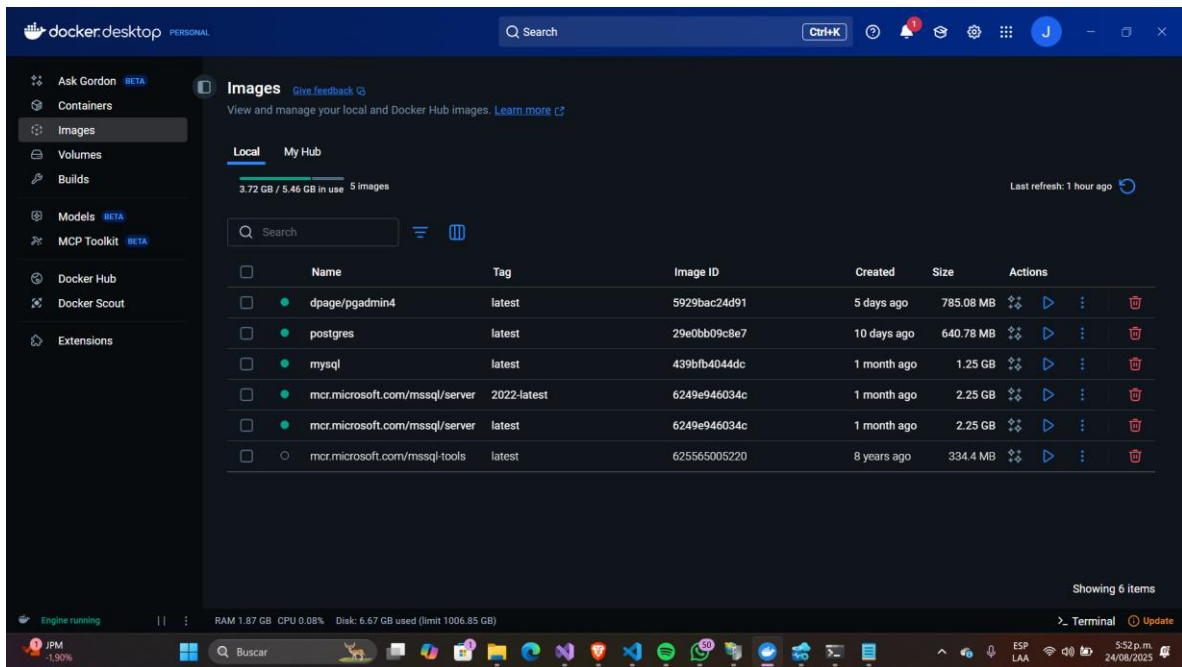 docker.desktop PERSONAL
Search
Ctrl+K
1
J
Ask Gordon BETA
Containers
Images
Volumes
Builds
Models BETA
MCP Toolkit BETA
Docker Hub
Docker Scout
Extensions
Images Give feedback
View and manage your local and Docker Hub images. Learn more
Local My Hub
3.72 GB / 5.46 GB in use 5 images
Last refresh: 1 hour ago
Search
Name Tag Image ID Created Size Actions
dpage/pgadmin4 latest 5929bac24d91 5 days ago 785.08 MB
postgres latest 29e0bb09c8e7 10 days ago 640.78 MB
mysql latest 439bfb4044dc 1 month ago 1.25 GB
mcr.microsoft.com/mssql/server 2022-latest 6249e946034c 1 month ago 2.25 GB
mcr.microsoft.com/mssql/server latest 6249e946034c 1 month ago 2.25 GB
mcr.microsoft.com/mssql-tools latest 625565005220 8 years ago 334.4 MB
Showing 6 items
Engine running
RAM 1.87 GB CPU 0.08% Disk: 6.67 GB used (limit 1006.85 GB)
>_ Terminal
Update
1
JPM
-1,90%
Buscar
50
ESP
LAA
5:52 p. m.
24/08/2025